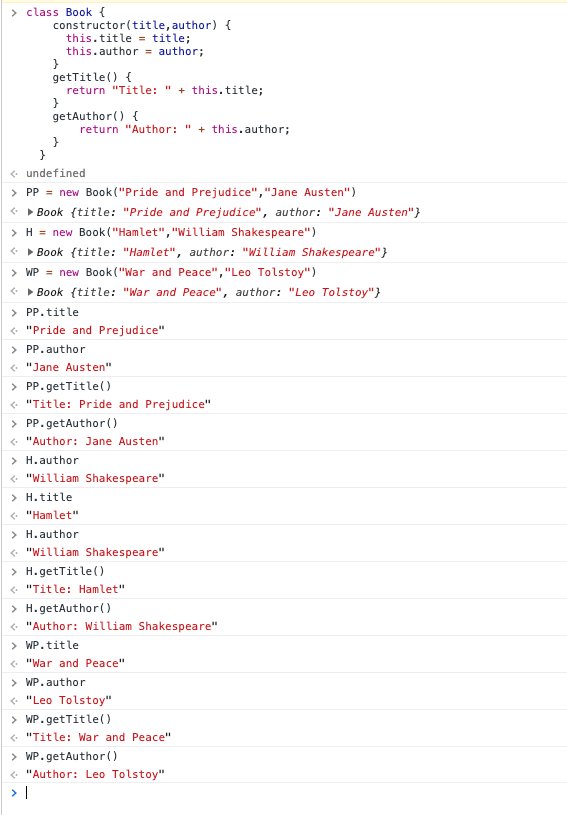 class Book {
    constructor(title,author) {
      this.title = title;
      this.author = author;
    }
    getTitle() {
      return "Title: " + this.title;
    }
    getAuthor() {
        return "Author: " + this.author;
    }
  }
undefined
PP = new Book("Pride and Prejudice","Jane Austen")
Book {title: "Pride and Prejudice", author: "Jane Austen"}
H = new Book("Hamlet","William Shakespeare")
Book {title: "Hamlet", author: "William Shakespeare"}
WP = new Book("War and Peace","Leo Tolstoy")
Book {title: "War and Peace", author: "Leo Tolstoy"}
PP.title
"Pride and Prejudice"
PP.author
"Jane Austen"
PP.getTitle()
"Title: Pride and Prejudice"
PP.getAuthor()
"Author: Jane Austen"
H.author
"William Shakespeare"
H.title
"Hamlet"
H.author
"William Shakespeare"
H.getTitle()
"Title: Hamlet"
H.getAuthor()
"Author: William Shakespeare"
WP.title
"War and Peace"
WP.author
"Leo Tolstoy"
WP.getTitle()
"Title: War and Peace"
WP.getAuthor()
"Author: Leo Tolstoy"